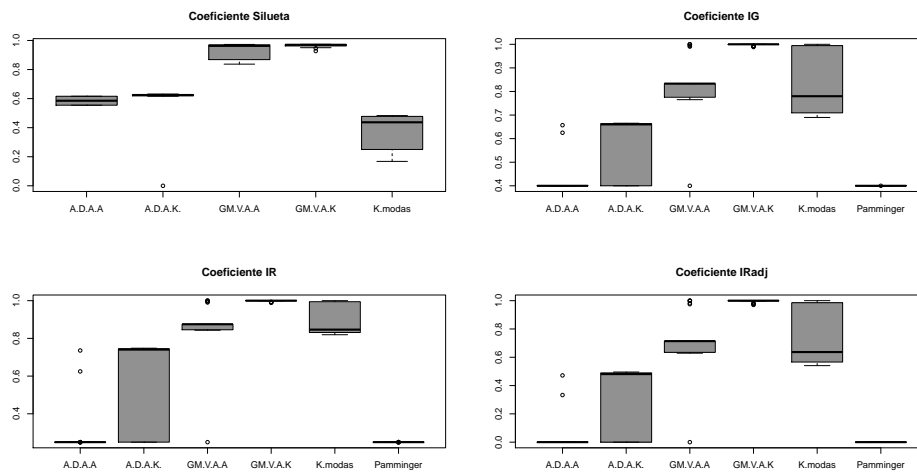 Coeficiente Silueta
1.0
0.8
0.6
0.4
0.2
0.0
A.D.A.A
A.D.A.K.
GM.V.A.A
GM.V.A.K
K.modas
Coeficiente IG
1.0
0.9
0.8
0.7
0.6
0.5
0.4
A.D.A.A
A.D.A.K.
GM.V.A.A
GM.V.A.K
K.modas
Pamminger
Coeficiente IR
1.0
0.8
0.6
0.4
A.D.A.A
A.D.A.K.
GM.V.A.A
GM.V.A.K
K.modas
Pamminger
Coeficiente IRadj
1.0
0.8
0.6
0.4
0.2
0.0
A.D.A.A
A.D.A.K.
GM.V.A.A
GM.V.A.K
K.modas
Pamminger